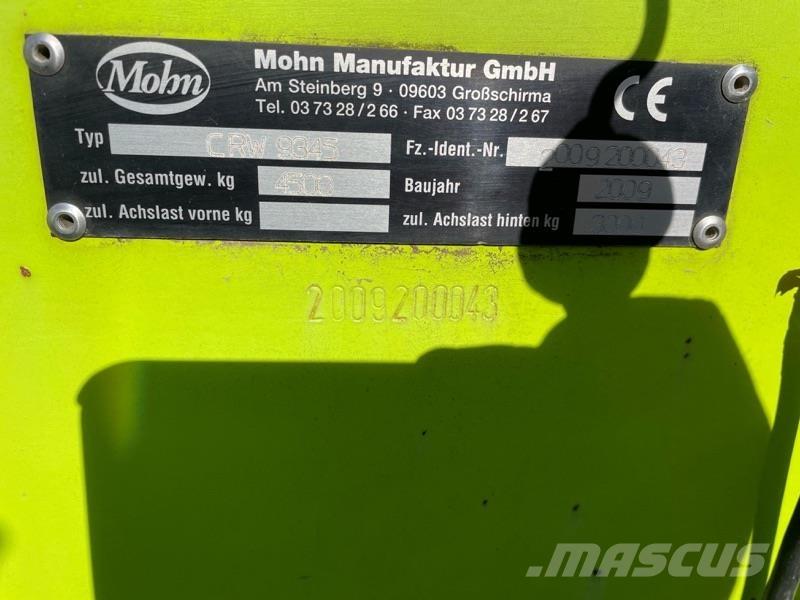 Mohn
Mohn Manufaktur GmbH
Am Steinberg 9 · 09603 Großschirma
Tel. 03 73 28 / 2 66 · Fax 03 73 28 / 2 67
CE
Typ CRW 9345 Fz.-Ident.-Nr. 2009200043
zul. Gesamtgew. kg 4500 Baujahr 2009
zul. Achslast vorne kg zul. Achslast hinten kg
2009200043
MASCUS